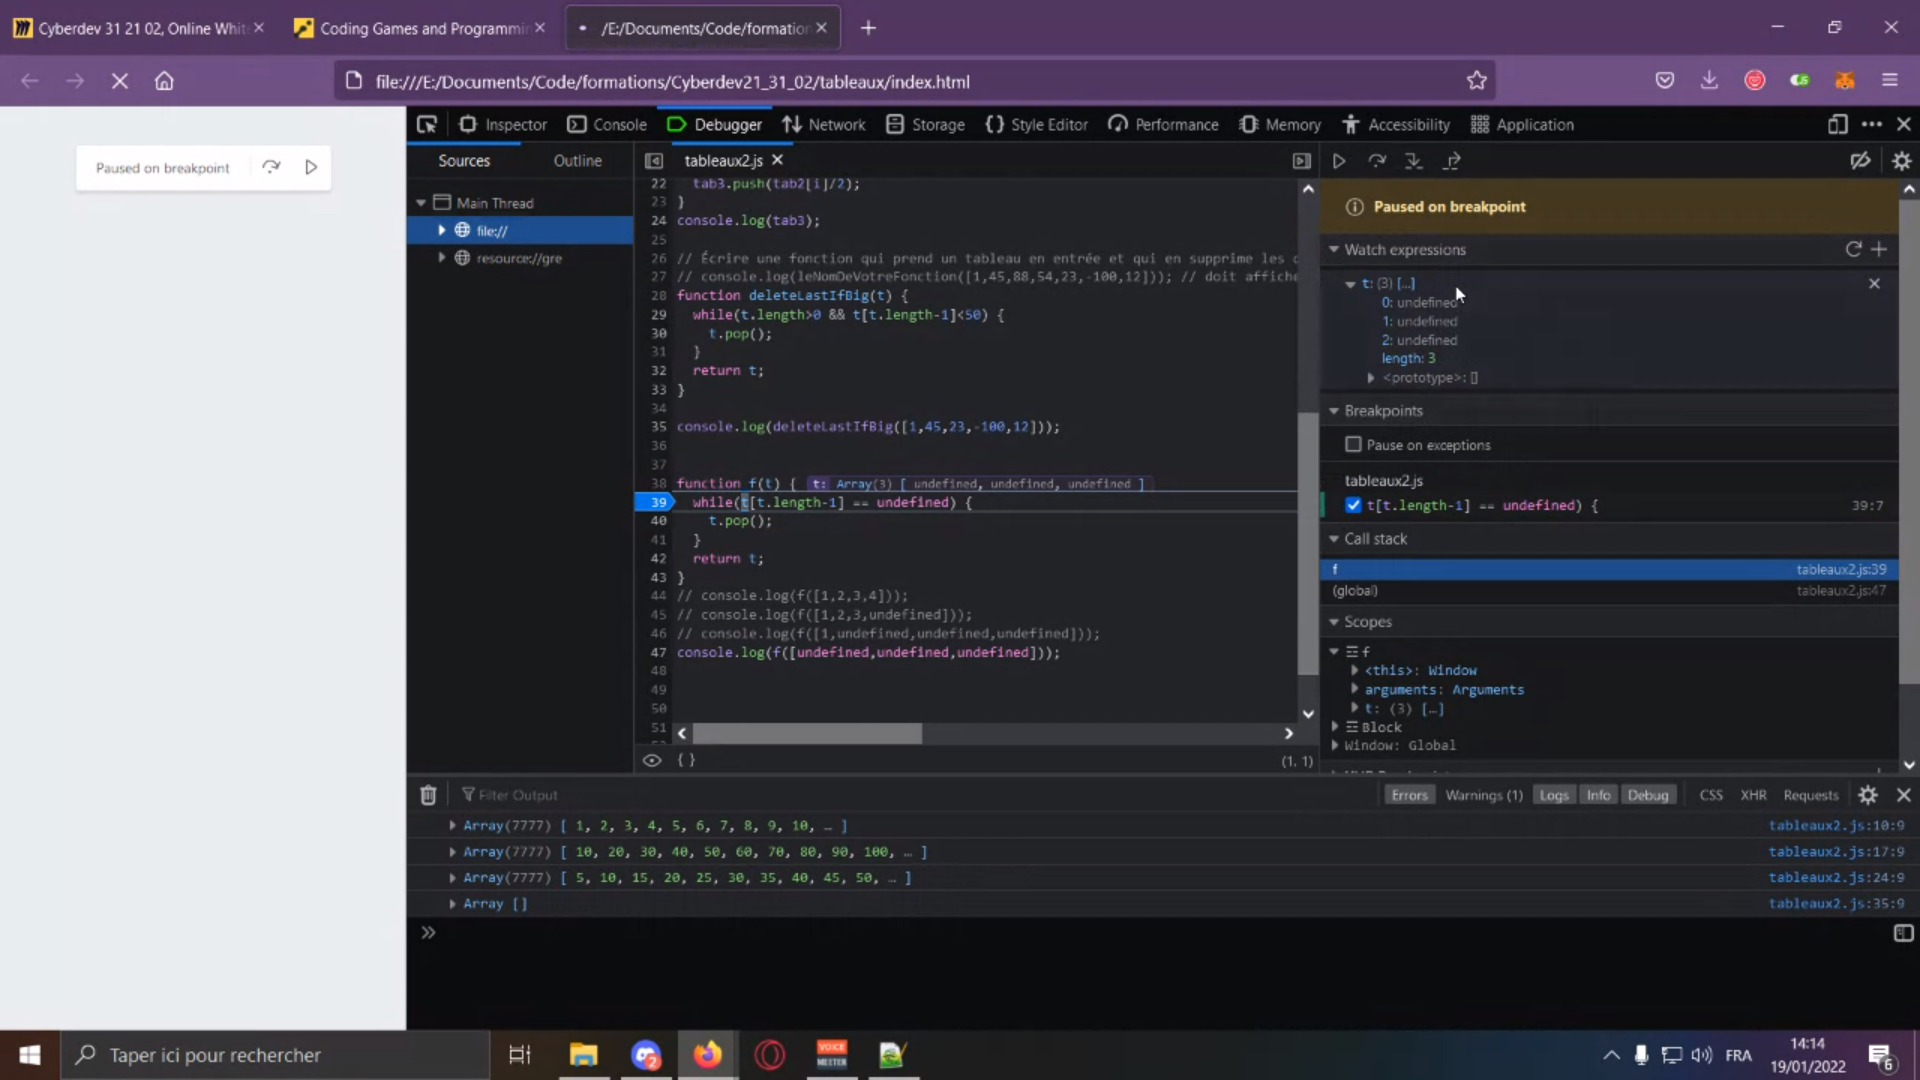 Cyberdev 31 21 02, Online White
Coding Games and Programmin
/E:/Documents/Code/formation
file:///E:/Documents/Code/formations/Cyberdev21_31_02/tableaux/index.html
Paused on breakpoint
Inspector Console Debugger Network Storage {} Style Editor Performance Memory Accessibility Application
Sources Outline
tableaux2.js
Main Thread
file://
resource://gre
22 tab3.push(tab2[i]/2);
23 }
24 console.log(tab3);
25
26 // Écrire une fonction qui prend un tableau en entrée et qui en supprime les
27 // console.log(leNomDeVotreFonction([1,45,88,54,23,-100,12])); // doit affiche
28 function deleteLastIfBig(t) {
29 while(t.length>0 && t[t.length-1]<50) {
30 t.pop();
31 }
32 return t;
33 }
34
35 console.log(deleteLastIfBig([1,45,23,-100,12]));
36
37
38 function f(t) { t: Array(3) [ undefined, undefined, undefined ]
39 while(t[t.length-1] == undefined) {
40 t.pop();
41 }
42 return t;
43 }
44 // console.log(f([1,2,3,4]));
45 // console.log(f([1,2,3,undefined]));
46 // console.log(f([1,undefined,undefined,undefined]));
47 console.log(f([undefined,undefined,undefined]));
48
49
50
51
{ } (1, 1)
Paused on breakpoint
Watch expressions
t: (3) […]
0: undefined
1: undefined
2: undefined
length: 3
<prototype>: []
Breakpoints
Pause on exceptions
tableaux2.js
t[t.length-1] == undefined) { 39:7
Call stack
f tableaux2.js:39
(global) tableaux2.js:47
Scopes
f
<this>: Window
arguments: Arguments
t: (3) […]
Block
Window: Global
Filter Output
Errors Warnings (1) Logs Info Debug CSS XHR Requests
Array(7777) [ 1, 2, 3, 4, 5, 6, 7, 8, 9, 10, … ] tableaux2.js:10:9
Array(7777) [ 10, 20, 30, 40, 50, 60, 70, 80, 90, 100, … ] tableaux2.js:17:9
Array(7777) [ 5, 10, 15, 20, 25, 30, 35, 40, 45, 50, … ] tableaux2.js:24:9
Array [] tableaux2.js:35:9
»
Taper ici pour rechercher
2
VOICE
MEETER
FRA
14:14
19/01/2022
6